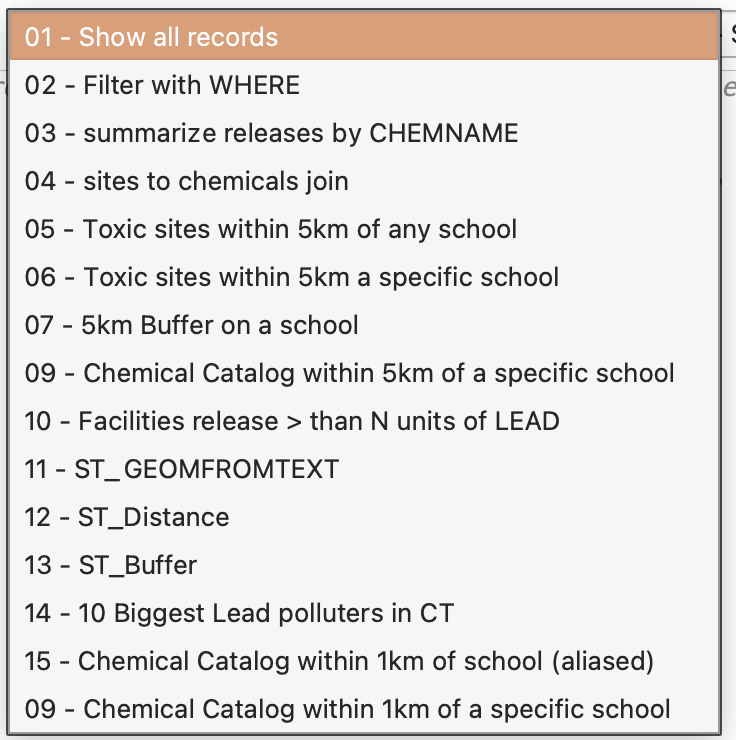 01 - Show all records
02 - Filter with WHERE
03 - summarize releases by CHEMNAME
04 - sites to chemicals join
05 - Toxic sites within 5km of any school
06 - Toxic sites within 5km a specific school
07 - 5km Buffer on a school
09 - Chemical Catalog within 5km of a specific school
10 - Facilities release > than N units of LEAD
11 - ST_GEOMFROMTEXT
12 - ST_Distance
13 - ST_Buffer
14 - 10 Biggest Lead polluters in CT
15 - Chemical Catalog within 1km of school (aliased)
09 - Chemical Catalog within 1km of a specific school